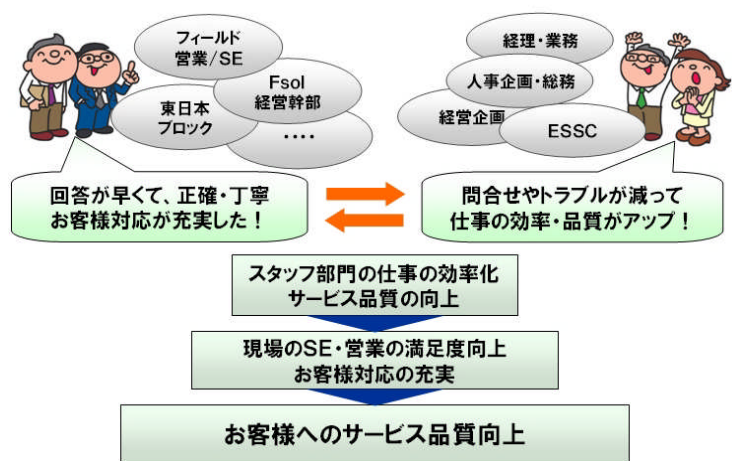 フィールド
営業/SE
Fsol
経営幹部
東日本
ブロック
‥‥
経理・業務
人事企画・総務
経営企画
ESSC
回答が早くて、正確・丁寧
お客様対応が充実した！
問合せやトラブルが減って
仕事の効率・品質がアップ！
スタッフ部門の仕事の効率化
サービス品質の向上
現場のSE・営業の満足度向上
お客様対応の充実
お客様へのサービス品質向上